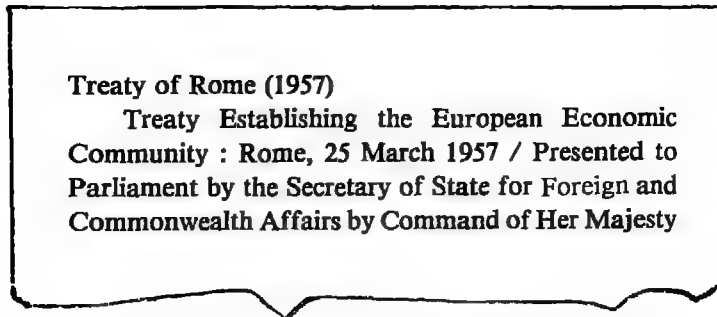 Treaty of Rome (1957)
Treaty Establishing the European Economic
Community : Rome, 25 March 1957 / Presented to
Parliament by the Secretary of State for Foreign and
Commonwealth Affairs by Command of Her Majesty